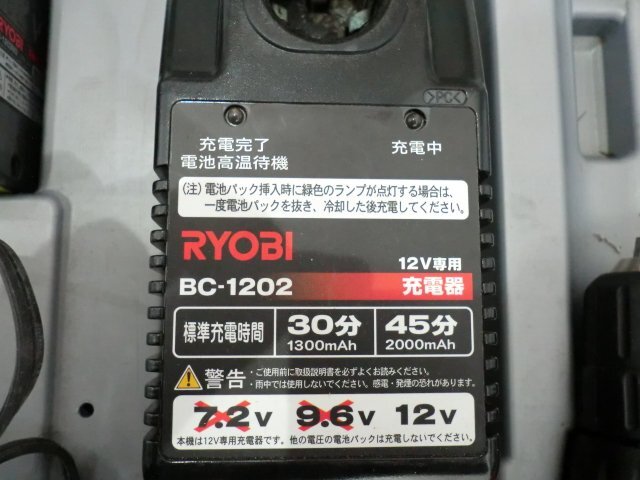 RYOBI
>PC<
充電完了
電池高温待機
充電中
(注) 電池パック挿入時に緑色のランプが点灯する場合は、
一度電池パックを抜き、冷却した後充電してください。
RYOBI
12V専用
BC-1202 充電器
標準充電時間 30分 45分
1300mAh 2000mAh
警告
・ご使用前に取扱説明書を必ずよくお読みください。
・雨中では使用しないでください。感電・発煙の恐れがあります。
7.2V 9.6V 12V
本機は12V専用充電器です。他の電圧の電池パックは充電しないでください。